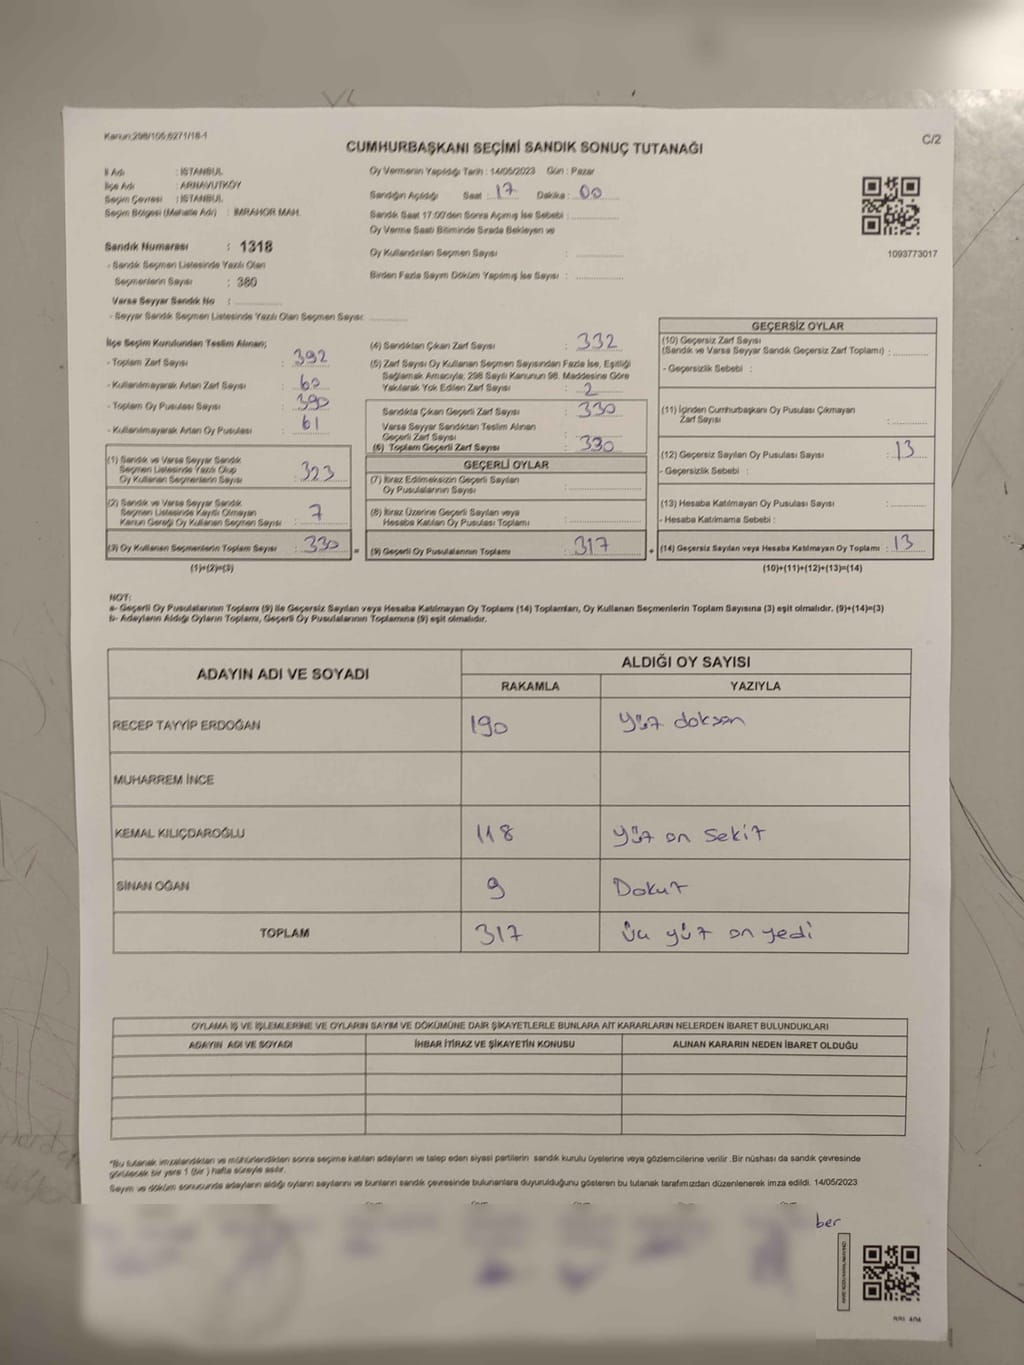 Kanun:298/106;6271/18-1
C/2
CUMHURBAŞKANI SEÇİMİ SANDIK SONUÇ TUTANAĞI
İl Adı : İSTANBUL
İlçe Adı : ARNAVUTKÖY
Seçim Çevresi : İSTANBUL
Seçim Bölgesi (Mahalle Adı) : İMRAHOR MAH.
Oy Vermenin Yapıldığı Tarih : 14/05/2023 Gün : Pazar
Sandığın Açıldığı Saat : 17 Dakika : 00
Sandık Saat 17:00'den Sonra Açımış İse Sebebi :
Oy Verme Saati Bitiminde Sırada Bekleyen ve
Oy Kullandırılan Seçmen Sayısı :
Birden Fazla Sayım Döküm Yapılmış İse Sayısı :
1093773017
Sandık Numarası : 1318
- Sandık Seçmen Listesinde Yazılı Olan
Seçmenlerin Sayısı : 380
Varsa Seyyar Sandık No :
- Seyyar Sandık Seçmen Listesinde Yazılı Olan Seçmen Sayısı:
İlçe Seçim Kurulundan Teslim Alınan;
- Toplam Zarf Sayısı : 392
- Kullanılmayarak Artan Zarf Sayısı : 60
- Toplam Oy Pusulası Sayısı : 390
- Kullanılmayarak Artan Oy Pusulası : 61
(1) Sandık ve Varsa Seyyar Sandık
Seçmen Listesinde Yazılı Olup
Oy Kullanan Seçmenlerin Sayısı : 323
(2) Sandık ve Varsa Seyyar Sandık
Seçmen Listesinde Kayıtlı Olmayan
Kanun Gereği Oy Kullanan Seçmen Sayısı : 7
(3) Oy Kullanan Seçmenlerin Toplam Sayısı : 330
(1)+(2)=(3)
(4) Sandıktan Çıkan Zarf Sayısı : 332
(5) Zarf Sayısı Oy Kullanan Seçmen Sayısından Fazla İse, Eşitliği
Sağlamak Amacıyla; 298 Sayılı Kanunun 98. Maddesine Göre
Yakılarak Yok Edilen Zarf Sayısı : 2
Sandıkta Çıkan Geçerli Zarf Sayısı : 330
Varsa Seyyar Sandıktan Teslim Alınan
Geçerli Zarf Sayısı :
(6) Toplam Geçerli Zarf Sayısı : 330
GEÇERLİ OYLAR
(7) İtiraz Edilmeksizin Geçerli Sayılan
Oy Pusulalarının Sayısı :
(8) İtiraz Üzerine Geçerli Sayılan veya
Hesaba Katılan Oy Pusulası Toplamı :
= (9) Geçerli Oy Pusulalarının Toplamı : 317
GEÇERSİZ OYLAR
(10) Geçersiz Zarf Sayısı
(Sandık ve Varsa Seyyar Sandık Geçersiz Zarf Toplamı) :
- Geçersizlik Sebebi :
(11) İçinden Cumhurbaşkanı Oy Pusulası Çıkmayan
Zarf Sayısı :
(12) Geçersiz Sayılan Oy Pusulası Sayısı : 13
- Geçersizlik Sebebi :
(13) Hesaba Katılmayan Oy Pusulası Sayısı :
- Hesaba Katılmama Sebebi :
+ (14) Geçersiz Sayılan veya Hesaba Katılmayan Oy Toplamı : 13
(10)+(11)+(12)+(13)=(14)
NOT:
a- Geçerli Oy Pusulalarının Toplamı (9) ile Geçersiz Sayılan veya Hesaba Katılmayan Oy Toplamı (14) Toplamları, Oy Kullanan Seçmenlerin Toplam Sayısına (3) eşit olmalıdır. (9)+(14)=(3)
b- Adayların Aldığı Oyların Toplamı, Geçerli Oy Pusulalarının Toplamına (9) eşit olmalıdır.
ADAYIN ADI VE SOYADI
ALDIĞI OY SAYISI
RAKAMLA YAZIYLA
RECEP TAYYİP ERDOĞAN 190 Yüz doksan
MUHARREM İNCE
KEMAL KILIÇDAROĞLU 118 Yüz on sekiz
SİNAN OĞAN 9 Dokuz
TOPLAM 317 Üç yüz on yedi
OYLAMA İŞ VE İŞLEMLERİNE VE OYLARIN SAYIM VE DÖKÜMÜNE DAİR ŞİKAYETLERLE BUNLARA AİT KARARLARIN NELERDEN İBARET BULUNDUKLARI
ADAYIN ADI VE SOYADI İHBAR İTİRAZ VE ŞİKAYETİN KONUSU ALINAN KARARIN NEDEN İBARET OLDUĞU
*Bu tutanak imzalandıktan ve mühürlendikten sonra seçime katılan adayların ve talep eden siyasi partilerin sandık kurulu üyelerine veya gözlemcilerine verilir .Bir nüshası da sandık çevresinde
görülecek bir yere 1 (bir ) hafta süreyle asılır.
Sayım ve döküm sonucunda adayların aldığı oyların sayılarını ve bunların sandık çevresinde bulunanlara duyurulduğunu gösteren bu tutanak tarafımızdan düzenlenerek imza edildi. 14/05/2023
ber